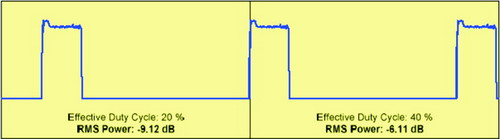 Effective Duty Cycle: 20 %
RMS Power: -9.12 dB
Effective Duty Cycle: 40 %
RMS Power: -6.11 dB